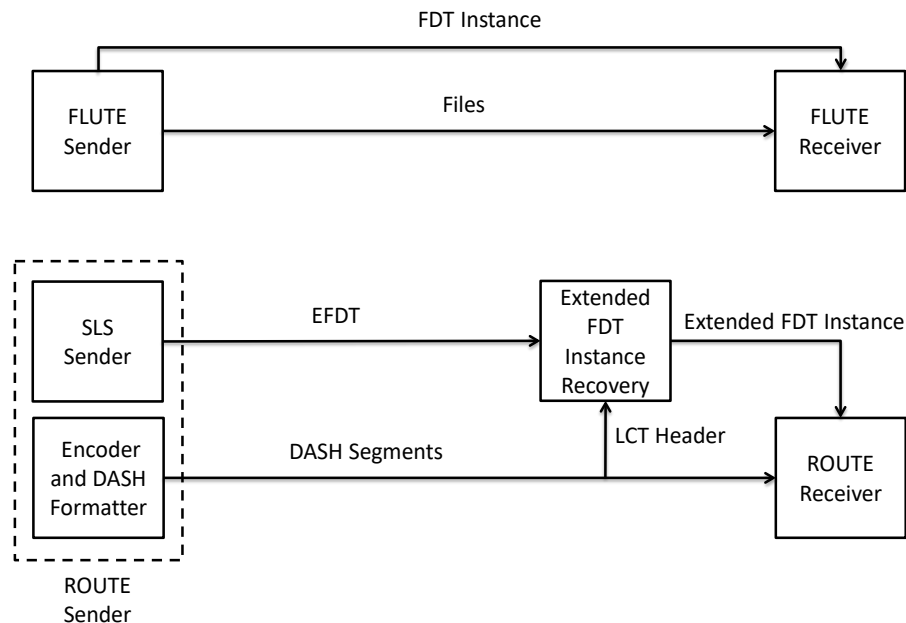 FDT Instance
FLUTE
Sender
Files
FLUTE
Receiver
SLS
Sender
EFDT
Extended
FDT
Instance
Recovery
Extended FDT Instance
Encoder
and DASH
Formatter
DASH Segments
LCT Header
ROUTE
Receiver
ROUTE
Sender